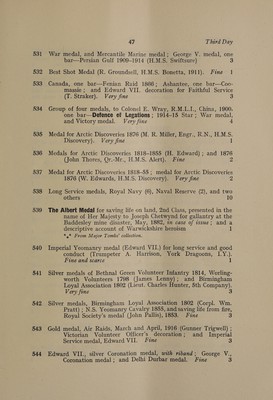 47 Third Day
531 War medal, and Mercantile Marine medal; George V. medal, one
bar—Persian Gulf 1909-1914 (H.M.S. Swiftsure) 3
532 Best Shot Medal (R. Greenshull, H.M.S. Bonetta, 1911). Fine 1
533 Canada, one bar—Fenian Raid 1866; Ashantee, one bar—Coo-
massie; and Edward VII. decoration for Faithful Service
(T. Straker). Very fine 3
534 Group of four medals, to Colonel E. Wray, R.M.L.I., China, 1900,
one bar—Defence of Legations; 1914-15 Star; War medal,
and Victory medal. Very fine 4
535 Medal for Arctic Discoveries 1876 (M. R. Miller, Engr., R.N., H.M.S.
Discovery). Very fine 1
536 Medals for Arctic Discoveries 1818-1855 (H. Edward); and 1876
(John Thores, Qr.-Mr., H.M.S. Alert). Fine 2
537 Medal for Arctic Discoveries 1818-55; medal for Arctic Discoveries
1876 (W. Edwards, H.M.S. Discovery). Very fine 2
538 Long Service medals, Royal Navy (6), Naval Reserve (2), and two
others 10
539 The Albert Medal for saving life on land, 2nd Class, presented in the
name of Her Majesty to Joseph Chetwynd for gallantry at the
Baddesley mine disaster, May, 1882, in case of issue; and a
descriptive account of Warwickshire heroism 1
*⁎* From Major Tombs' collection.
540 Imperial Yeomanry medal (Edward VII.) for long service and good
conduct (Trumpeter A. Harrison, York Dragoons, I.Y.).
Fine and scarce 1
541 Silver medals of Bethnal Green Volunteer Infantry 1814, Werling-
worth Volunteers 1798 (James Lenny); and Birmingham
Loyal Association 1802 (Lieut. Charles Hunter, 5th Company).
Very fine 3
542 Silver medals, Birmingham Loyal Association 1802 (Corpl. Wm.
Pratt); N.S. Yeomanry Cavalry 1855, and saving life from fire,
Royal Society's medal (John Pallis), 1853. Fine 3
543 Gold medal, Air Raids, March and April, 1916 (Gunner Trigwell);
Victorian Volunteer Officer's decoration; and Imperial
Service medal, Edward VII. Fine 3
544 Edward VII., silver Coronation medal, with riband; George V.,
Coronation medal; and Delhi Durbar medal. Fine 3